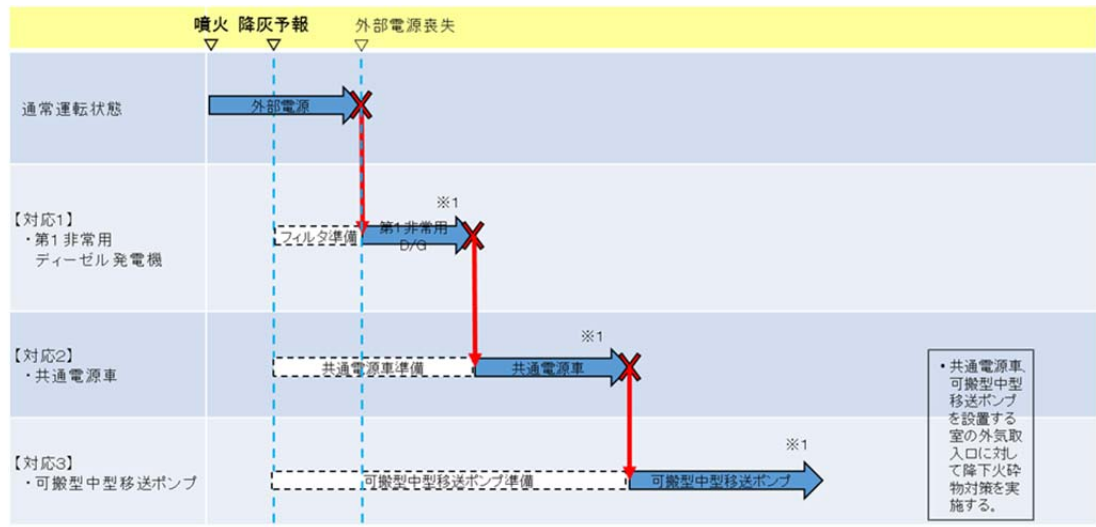 噴火 降灰予報 外部電源喪失
通常運転状態
外部電源
【対応1】
・第1非常用
ディーゼル発電機
※1
フィルタ準備
第1非常用
D/G
【対応2】
・共通電源車
※1
共通電源車準備
共通電源車
【対応3】
・可搬型中型移送ポンプ
※1
可搬型中型移送ポンプ準備
可搬型中型移送ポンプ
・共通電源車、
可搬型中型
移送ポンプ
を設置する
室の外気取
入口に対し
て降下火砕
物対策を実
施する。